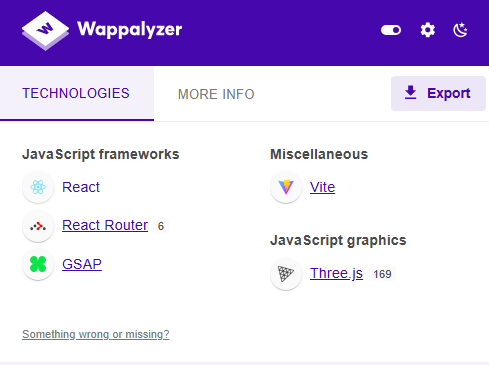 Wappalyzer
TECHNOLOGIES
MORE INFO
Export
JavaScript frameworks
React
React Router 6
GSAP
Miscellaneous
Vite
JavaScript graphics
Three.js 169
Something wrong or missing?